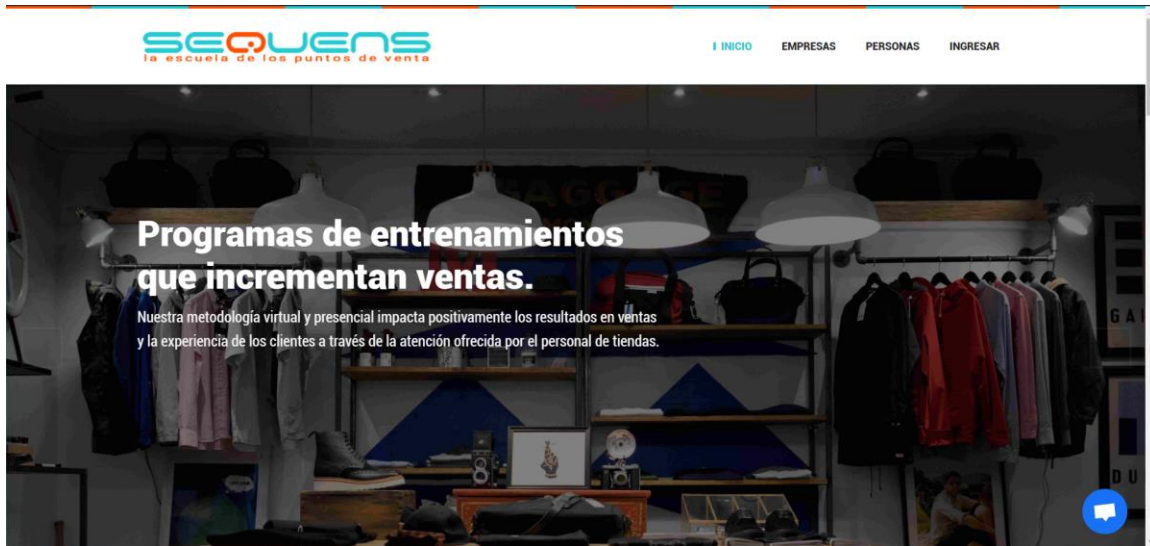 SEQUENS
la escuela de los puntos de venta
INICIO
EMPRESAS
PERSONAS
INGRESAR
Programas de entrenamientos
que incrementan ventas.
Nuestra metodología virtual y presencial impacta positivamente los resultados en ventas
y la experiencia de los clientes a través de la atención ofrecida por el personal de tiendas.
GAI
DU